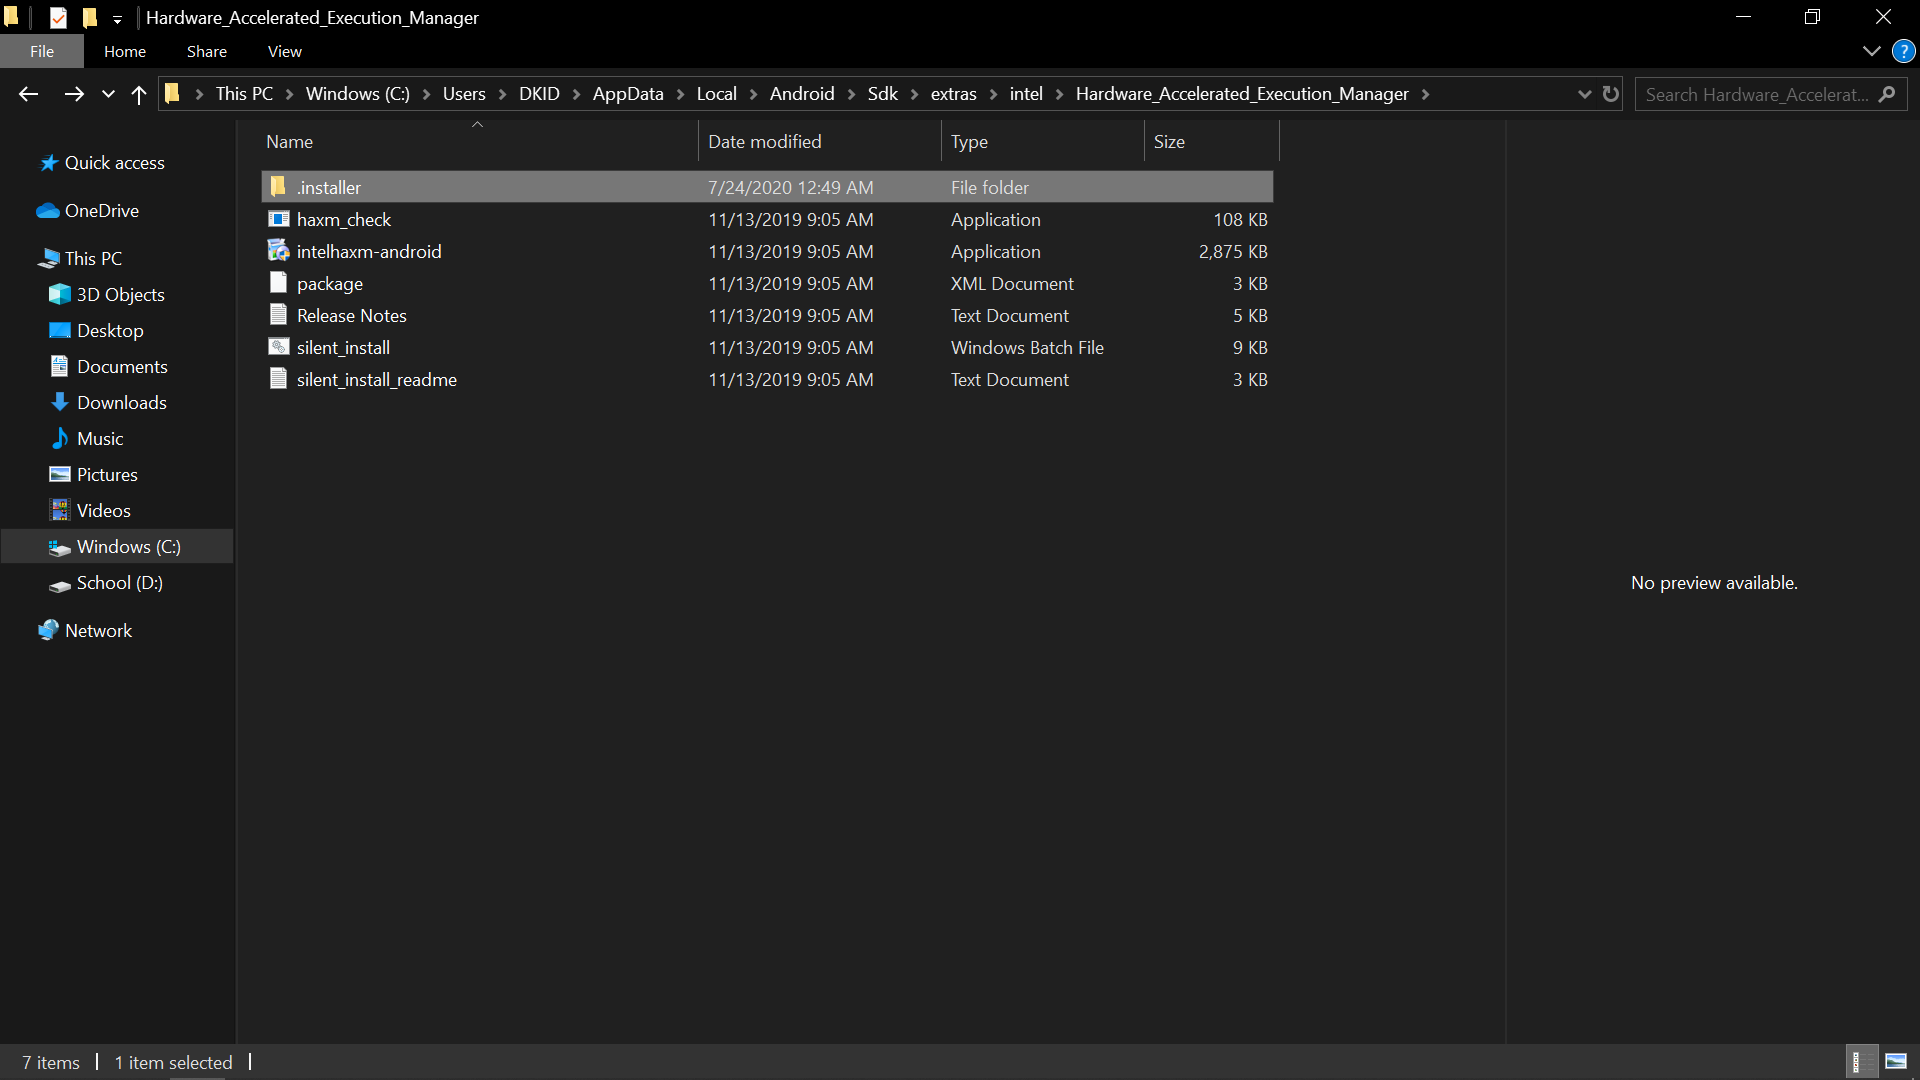 Hardware_Accelerated_Execution_Manager
File Home Share View ?
This PC Windows (C:) Users DKID AppData Local Android Sdk extras intel Hardware_Accelerated_Execution_Manager Search Hardware_Accelerat...
Name Date modified Type Size
Quick access
OneDrive
This PC
3D Objects
Desktop
Documents
Downloads
Music
Pictures
Videos
Windows (C:)
School (D:)
Network
.installer 7/24/2020 12:49 AM File folder
haxm_check 11/13/2019 9:05 AM Application 108 KB
intelhaxm-android 11/13/2019 9:05 AM Application 2,875 KB
package 11/13/2019 9:05 AM XML Document 3 KB
Release Notes 11/13/2019 9:05 AM Text Document 5 KB
silent_install 11/13/2019 9:05 AM Windows Batch File 9 KB
silent_install_readme 11/13/2019 9:05 AM Text Document 3 KB
No preview available.
7 items 1 item selected